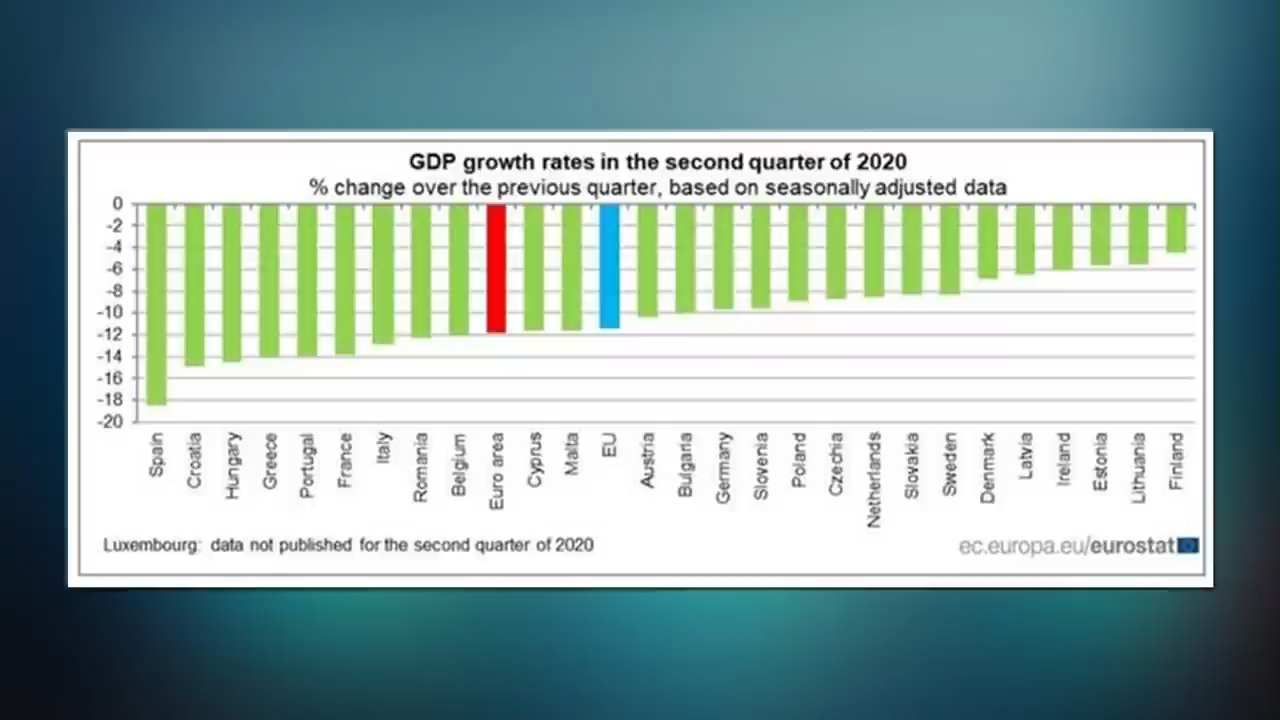 GDP growth rates in the second quarter of 2020
% change over the previous quarter, based on seasonally adjusted data
0
-2
-4
-6
-8
-10
-12
-14
-16
-18
-20
Spain
Croatia
Hungary
Greece
Portugal
France
Italy
Romania
Belgium
Euro area
Cyprus
Malta
EU
Austria
Bulgaria
Germany
Slovenia
Poland
Czechia
Netherlands
Slovakia
Sweden
Denmark
Latvia
Ireland
Estonia
Lithuania
Finland
Luxembourg: data not published for the second quarter of 2020
ec.europa.eu/eurostat